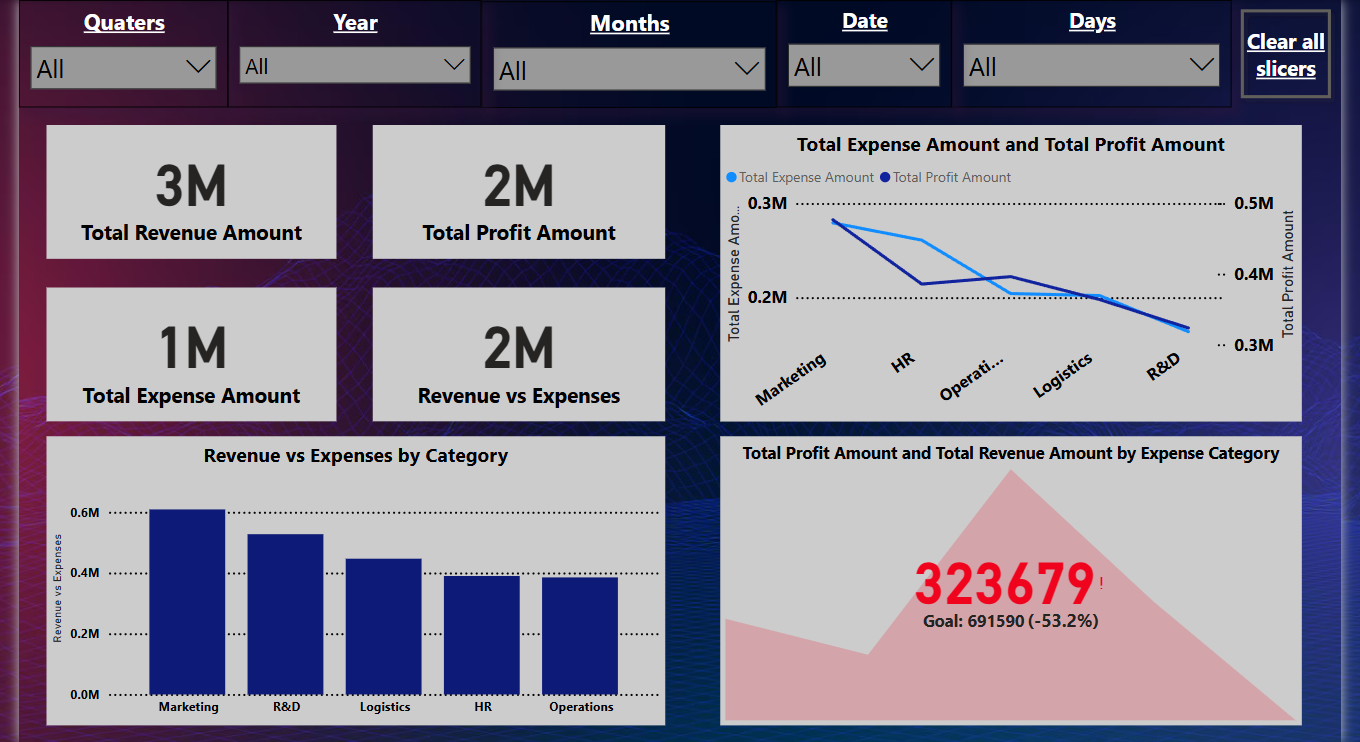 Quaters
Year
Months
Date
Days
All
All
All
All
All
Clear all
slicers
3M
Total Revenue Amount
2M
Total Profit Amount
1M
Total Expense Amount
2M
Revenue vs Expenses
Total Expense Amount and Total Profit Amount
Total Expense Amount Total Profit Amount
Total Expense Amo...
0.3M
0.2M
0.5M
0.4M
0.3M
Total Profit Amount
Marketing
HR
Operati...
Logistics
R&D
Revenue vs Expenses by Category
Revenue vs Expenses
0.6M
0.4M
0.2M
0.0M
Marketing
R&D
Logistics
HR
Operations
Total Profit Amount and Total Revenue Amount by Expense Category
323679!
Goal: 691590 (-53.2%)